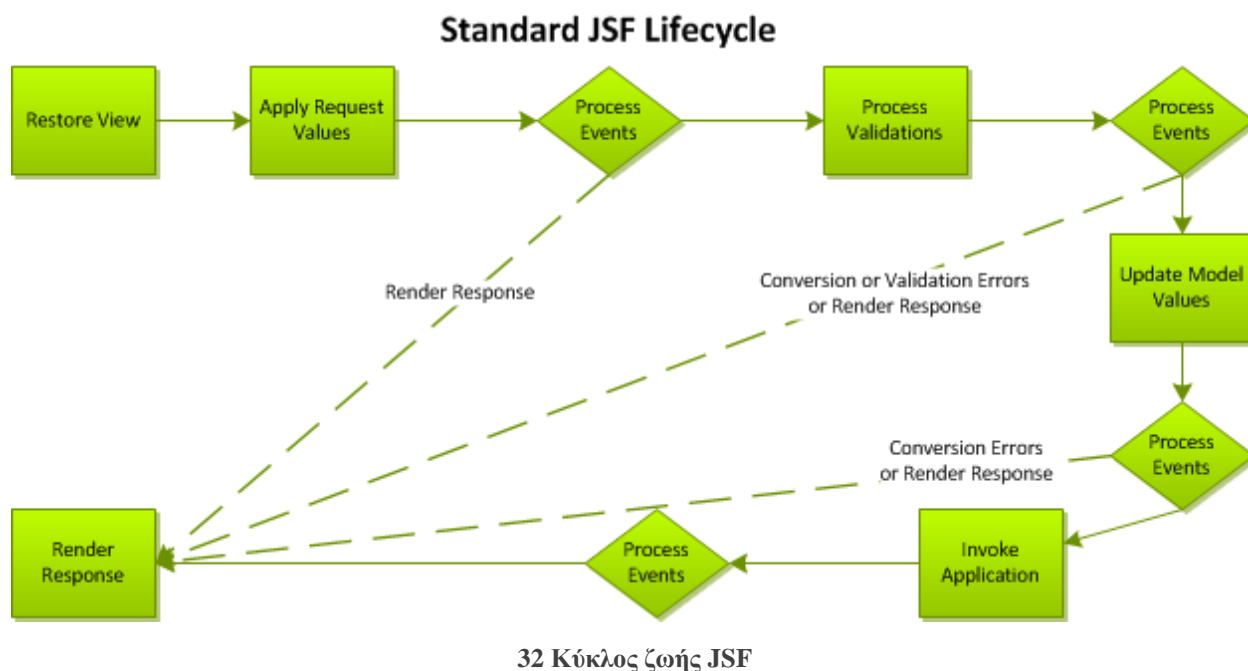 Standard JSF Lifecycle
Restore View
Apply Request
Values
Process
Events
Process
Validations
Process
Events
Render Response
Conversion or Validation Errors
or Render Response
Update Model
Values
Conversion Errors
or Render Response
Process
Events
Render
Response
Process
Events
Invoke
Application
32 Κύκλος ζωής JSF